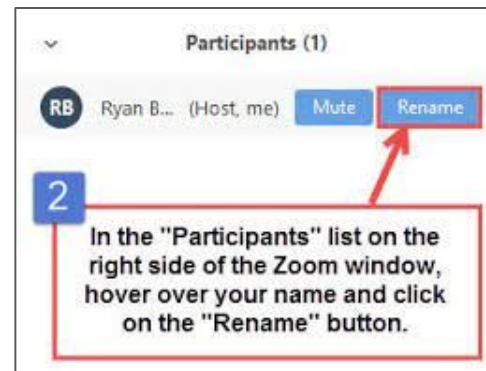 Participants (1)
RB Ryan B... (Host, me) Mute Rename
2
In the "Participants" list on the
right side of the Zoom window,
hover over your name and click
on the "Rename" button.